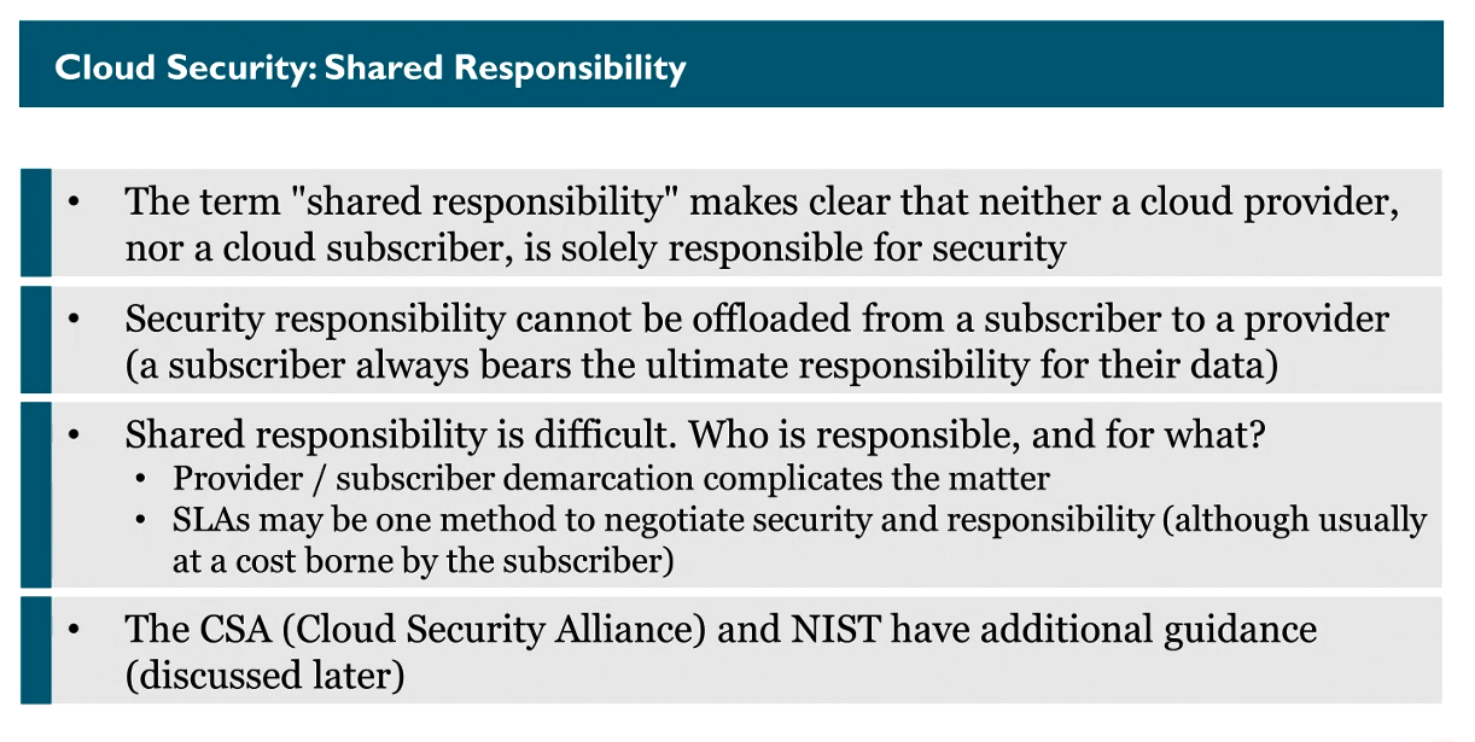 Cloud Security: Shared Responsibility
• The term "shared responsibility" makes clear that neither a cloud provider,
nor a cloud subscriber, is solely responsible for security
• Security responsibility cannot be offloaded from a subscriber to a provider
(a subscriber always bears the ultimate responsibility for their data)
• Shared responsibility is difficult. Who is responsible, and for what?
• Provider / subscriber demarcation complicates the matter
• SLAs may be one method to negotiate security and responsibility (although usually
at a cost borne by the subscriber)
• The CSA (Cloud Security Alliance) and NIST have additional guidance
(discussed later)